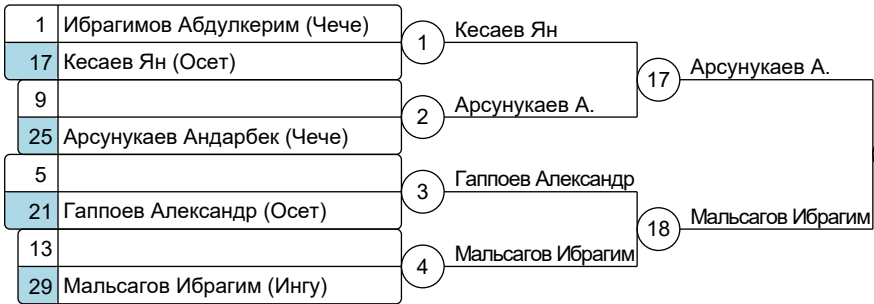 1 Ибрагимов Абдулкерим (Чече)
17 Кесаев Ян (Осет)
9
25 Арсунукаев Андарбек (Чече)
5
21 Гаппоев Александр (Осет)
13
29 Мальсагов Ибрагим (Ингу)
1
2
3
4
Кесаев Ян
Арсунукаев А.
Гаппоев Александр
Мальсагов Ибрагим
17
18
Арсунукаев А.
Мальсагов Ибрагим